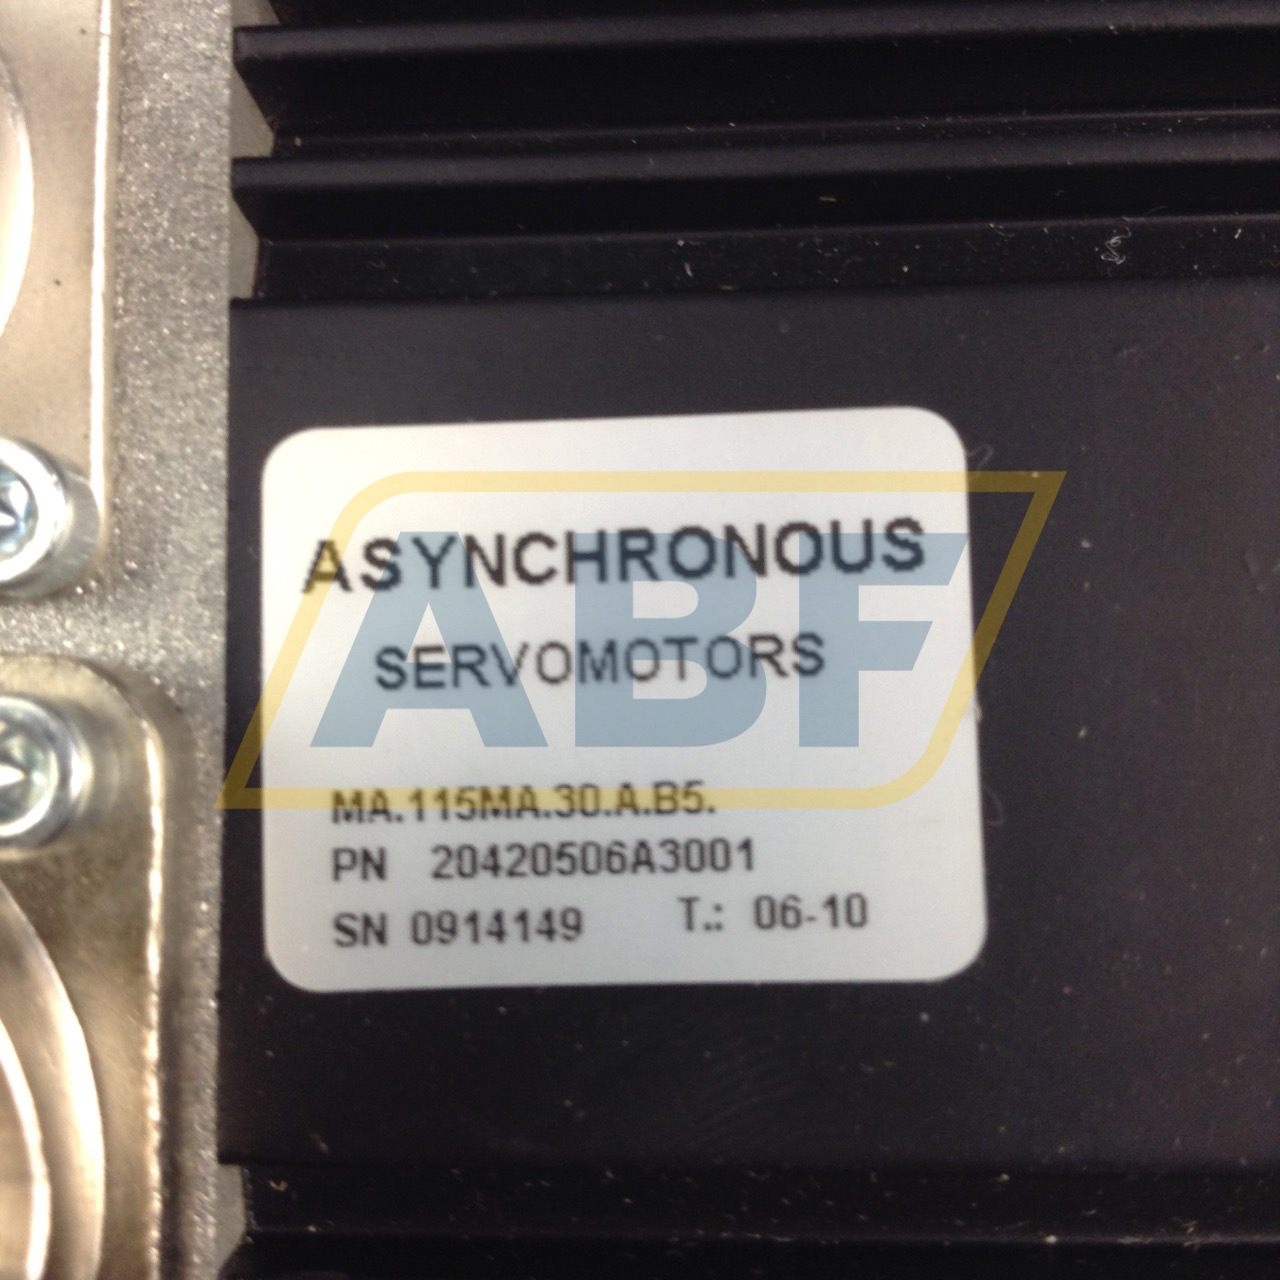 ASYNCHRONOUS
SERVOMOTORS
ABF
MA.115MA.30.A.B5.
PN 20420506A3001
SN 0914149 T.: 06-10